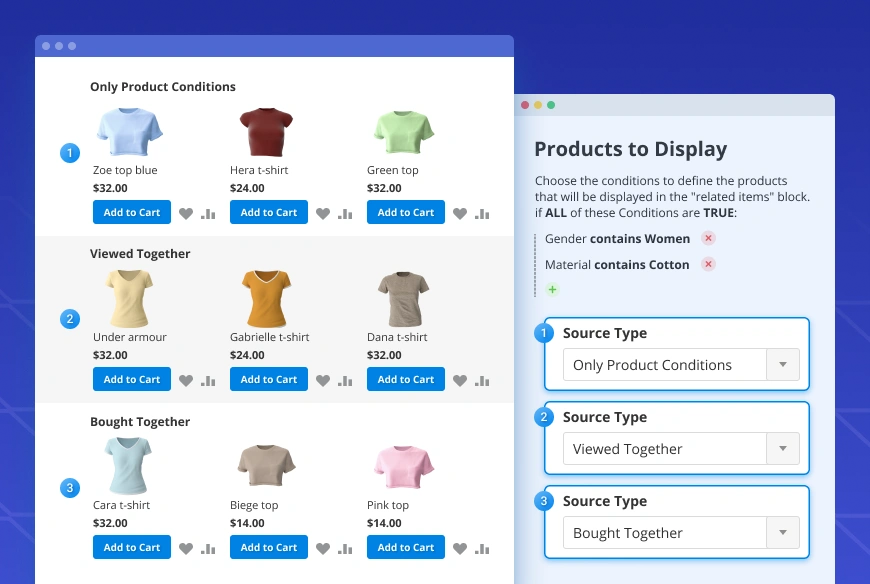 Only Product Conditions
1
Zoe top blue
$32.00
Add to Cart
Hera t-shirt
$24.00
Add to Cart
Green top
$32.00
Add to Cart
Viewed Together
2
Under armour
$32.00
Add to Cart
Gabrielle t-shirt
$24.00
Add to Cart
Dana t-shirt
$32.00
Add to Cart
Bought Together
3
Cara t-shirt
$32.00
Add to Cart
Biege top
$14.00
Add to Cart
Pink top
$14.00
Add to Cart
Products to Display
Choose the conditions to define the products
that will be displayed in the "related items" block.
if ALL of these Conditions are TRUE:
Gender contains Women
Material contains Cotton
1
Source Type
Only Product Conditions
2
Source Type
Viewed Together
3
Source Type
Bought Together